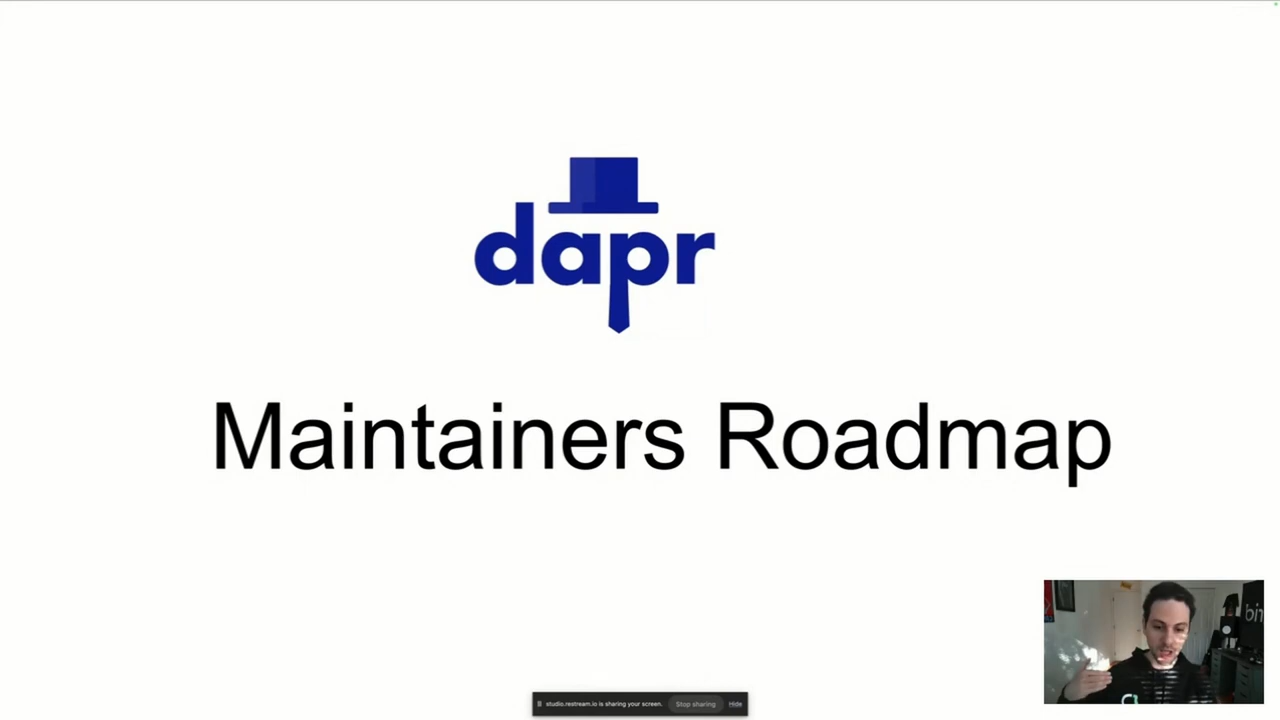 dapr
Maintainers Roadmap
studio.restream.io is sharing your screen. Stop sharing Hide